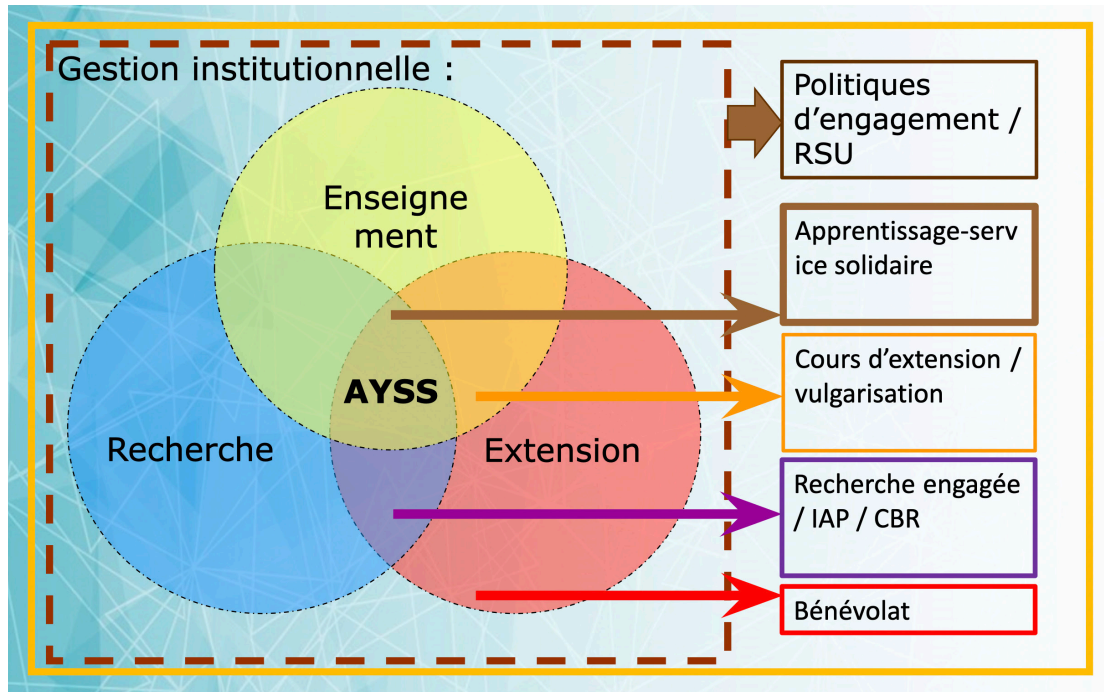 Gestion institutionnelle :
Enseigne
ment
Recherche
AYSS
Extension
Politiques
d’engagement /
RSU
Apprentissage-serv
ice solidaire
Cours d’extension /
vulgarisation
Recherche engagée
/ IAP / CBR
Bénévolat